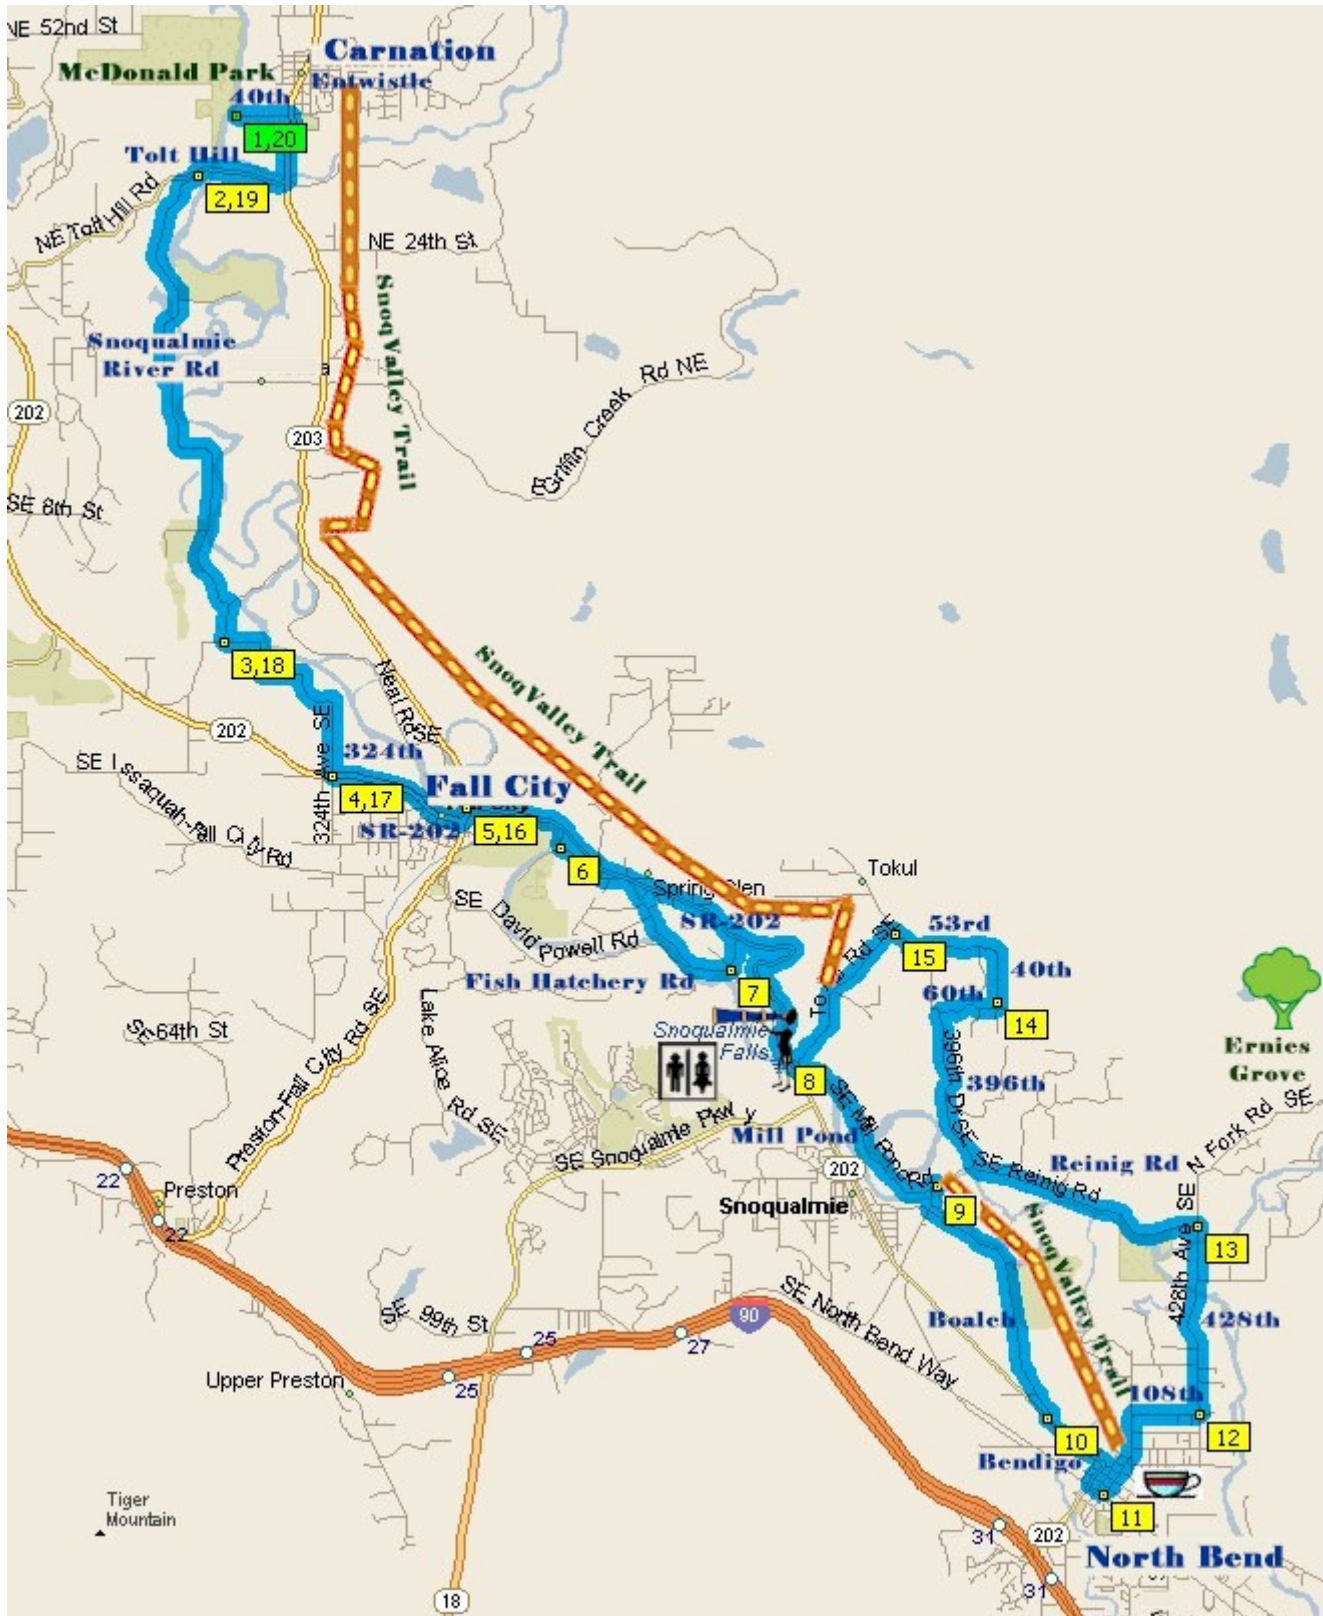 NE 52nd St
Carnation
McDonald Park
Entwistle
40th
1,20
Tolt Hill
2,19
NE Tolt Hill Rd
NE 24th St
SnoqValley Trail
Snoqualmie
River Rd
a
Griffin Creek Rd NE
202
203
SE 8th St
3,18
Neal Rd SE
SnoqValley Trail
202
324th Ave SE
324th
SE Issaquah-Fall City Rd
Fall City
4,17
SR-202
5,16
6
Tokul
Spring Glen
SE David Powell Rd
SR-202
53rd
15
Fish Hatchery Rd
7
40th
60th
14
Snoqualmie
Falls
SE 64th St
Lake Alice Rd SE
Preston-Fall City Rd SE
8
396th Dr SE
396th
Ernies
Grove
N Fork Rd SE
SE Snoqualmie Pkwy
Mill Pond
SE Mill Pond Rd
SE Reinig Rd
Reinig Rd
202
22
Preston
Snoqualmie
9
22
SnoqValley Trail
428th Ave SE
13
SE 99th St
90
SE North Bend Way
Boalch
428th
25
27
Upper Preston
25
108th
10
12
Bendigo
Tiger
Mountain
11
31
202
North Bend
31
18